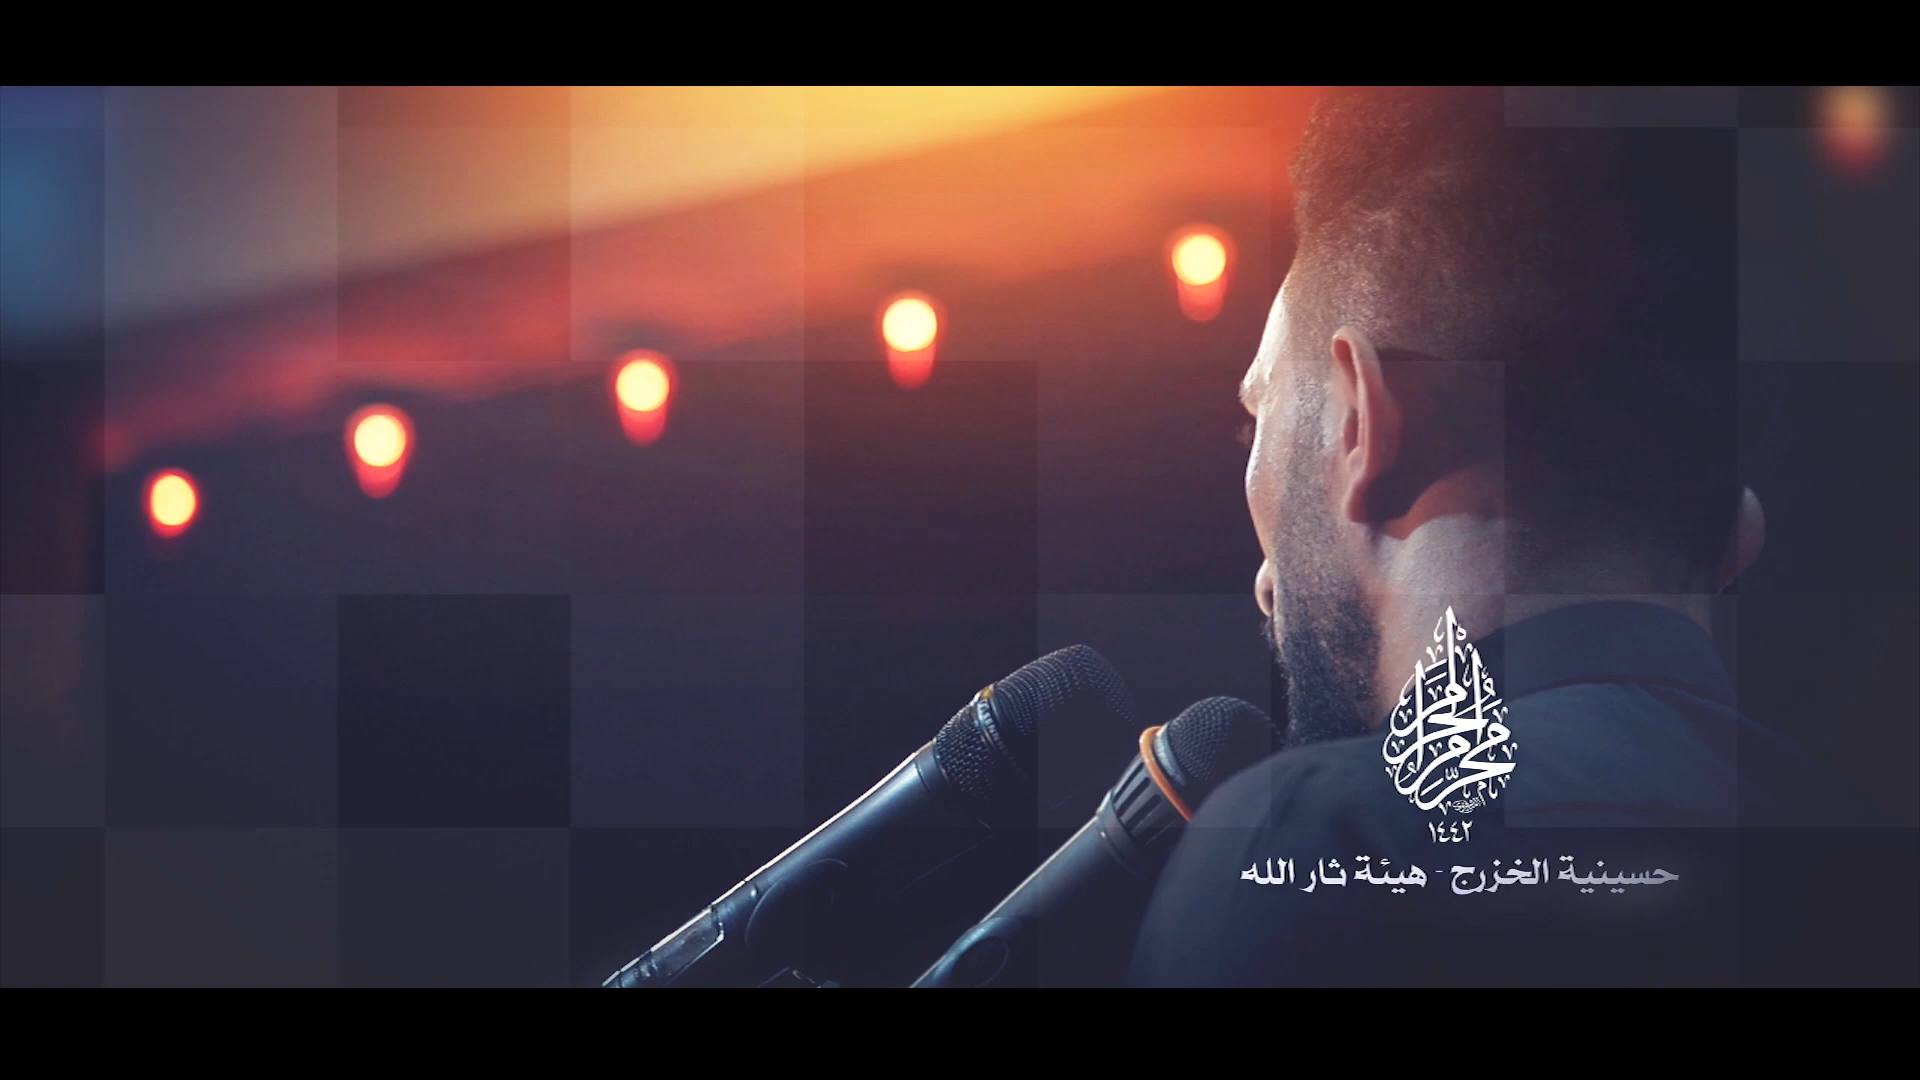 محرم الحرام
١٤٤٢
حسينية الخزرج - هيئة ثار الله